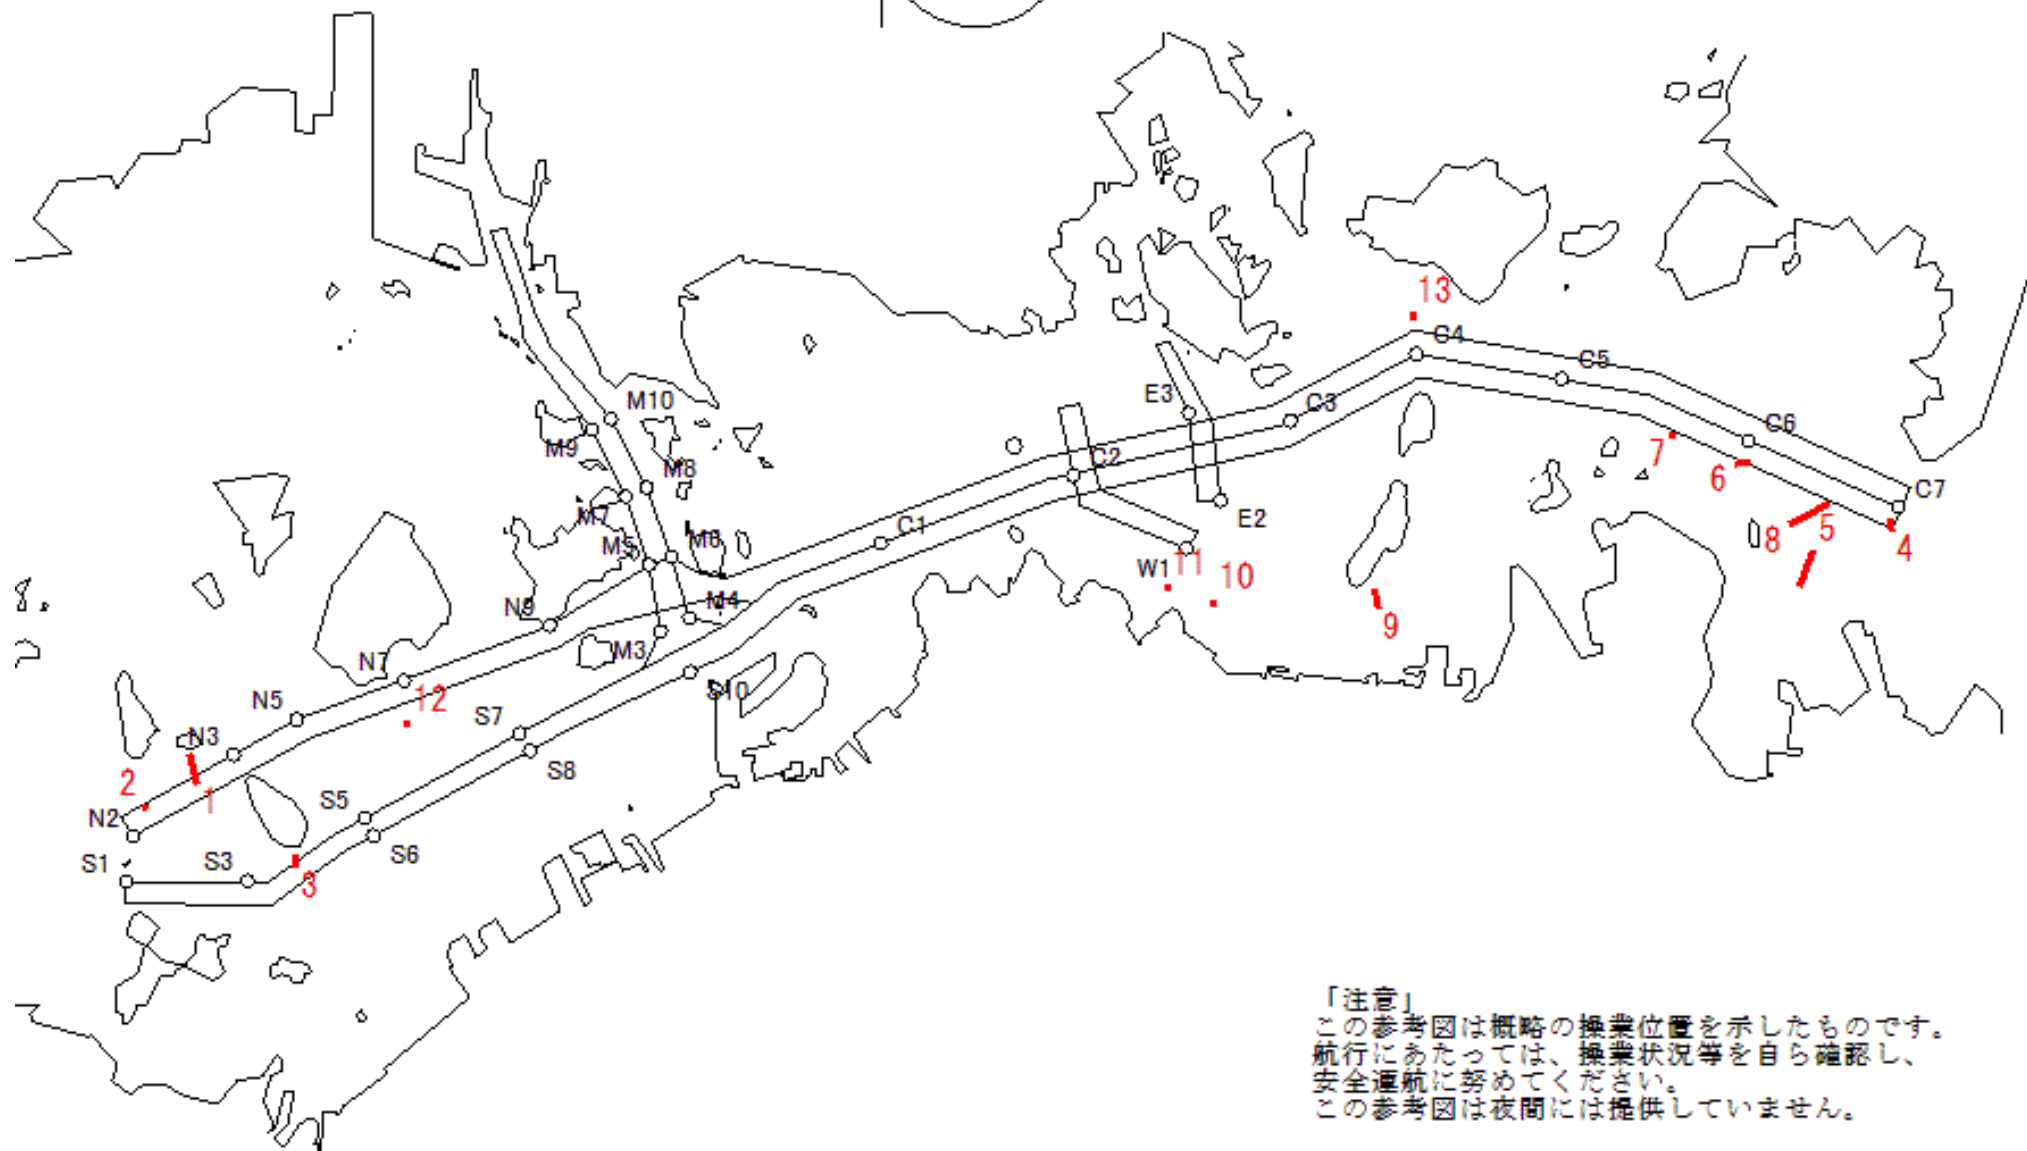 13
C4
C5
M10
E3
C3
C6
M9
M8
C2
7
6
C7
M7
C1
E2
8
5
4
M5
M6
W1
11
10
N9
M4
9
M3
N7
12
S10
N5
S7
N3
S8
2
1
S5
N2
S6
S1
S3
3
「注意」
この参考図は概略の操業位置を示したものです。
航行にあたっては、操業状況等を自ら確認し、
安全運航に努めてください。
この参考図は夜間には提供していません。